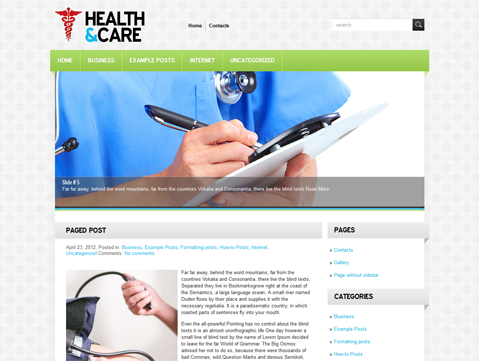 HEALTH
&CARE
Home Contacts
search
HOME BUSINESS EXAMPLE POSTS INTERNET UNCATEGORIZED
Slide # 5
Far far away, behind the word mountains, far from the countries Vokalia and Consonantia, there live the blind texts Read More
PAGED POST
April 23, 2012, Posted in Business, Example Posts, Formatting posts, How-to Posts, Internet,
Uncategorized Comments: No comments
Far far away, behind the word mountains, far from the
countries Vokalia and Consonantia, there live the blind texts.
Separated they live in Bookmarksgrove right at the coast of
the Semantics, a large language ocean. A small river named
Duden flows by their place and supplies it with the
necessary regelialia. It is a paradisematic country, in which
roasted parts of sentences fly into your mouth.
Even the all-powerful Pointing has no control about the blind
texts it is an almost unorthographic life One day however a
small line of blind text by the name of Lorem Ipsum decided
to leave for the far World of Grammar. The Big Oxmox
advised her not to do so, because there were thousands of
bad Commas, wild Question Marks and devious Semikoli,
PAGES
Contacts
Gallery
Page without sidebar
CATEGORIES
Business
Example Posts
Formatting posts
How-to Posts